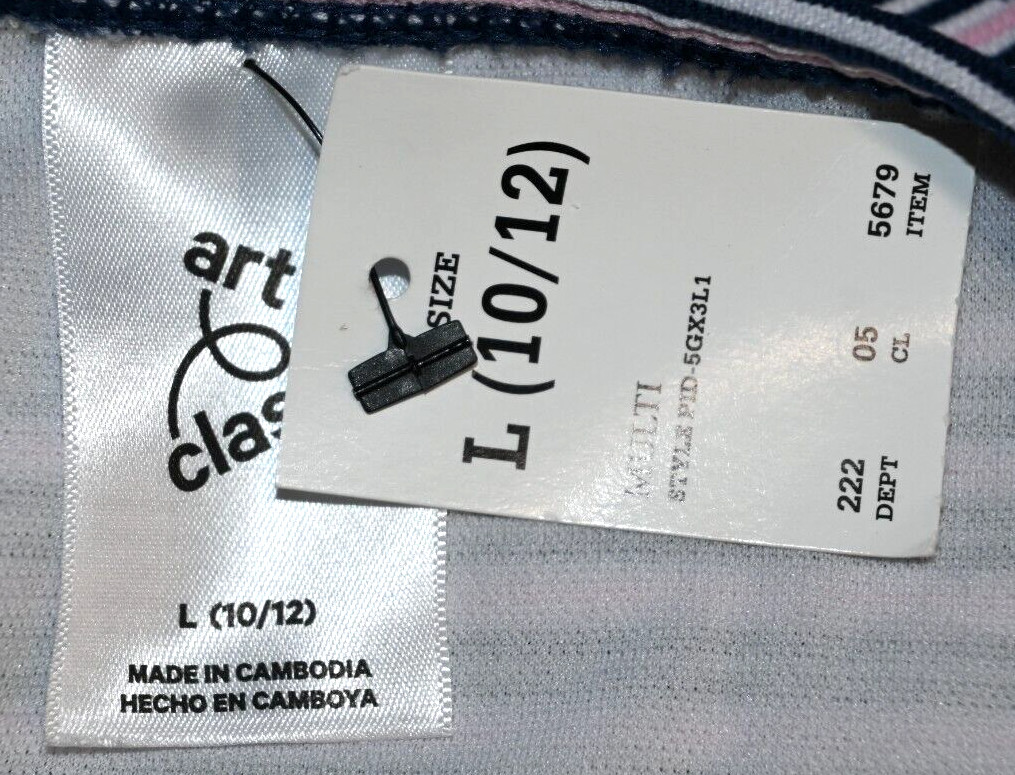 art
clas
L (10/12)
MADE IN CAMBODIA
HECHO EN CAMBOYA
SIZE
L (10/12)
MULTI
STYLE PID-5GX3L1
222 05 5679
DEPT CL ITEM